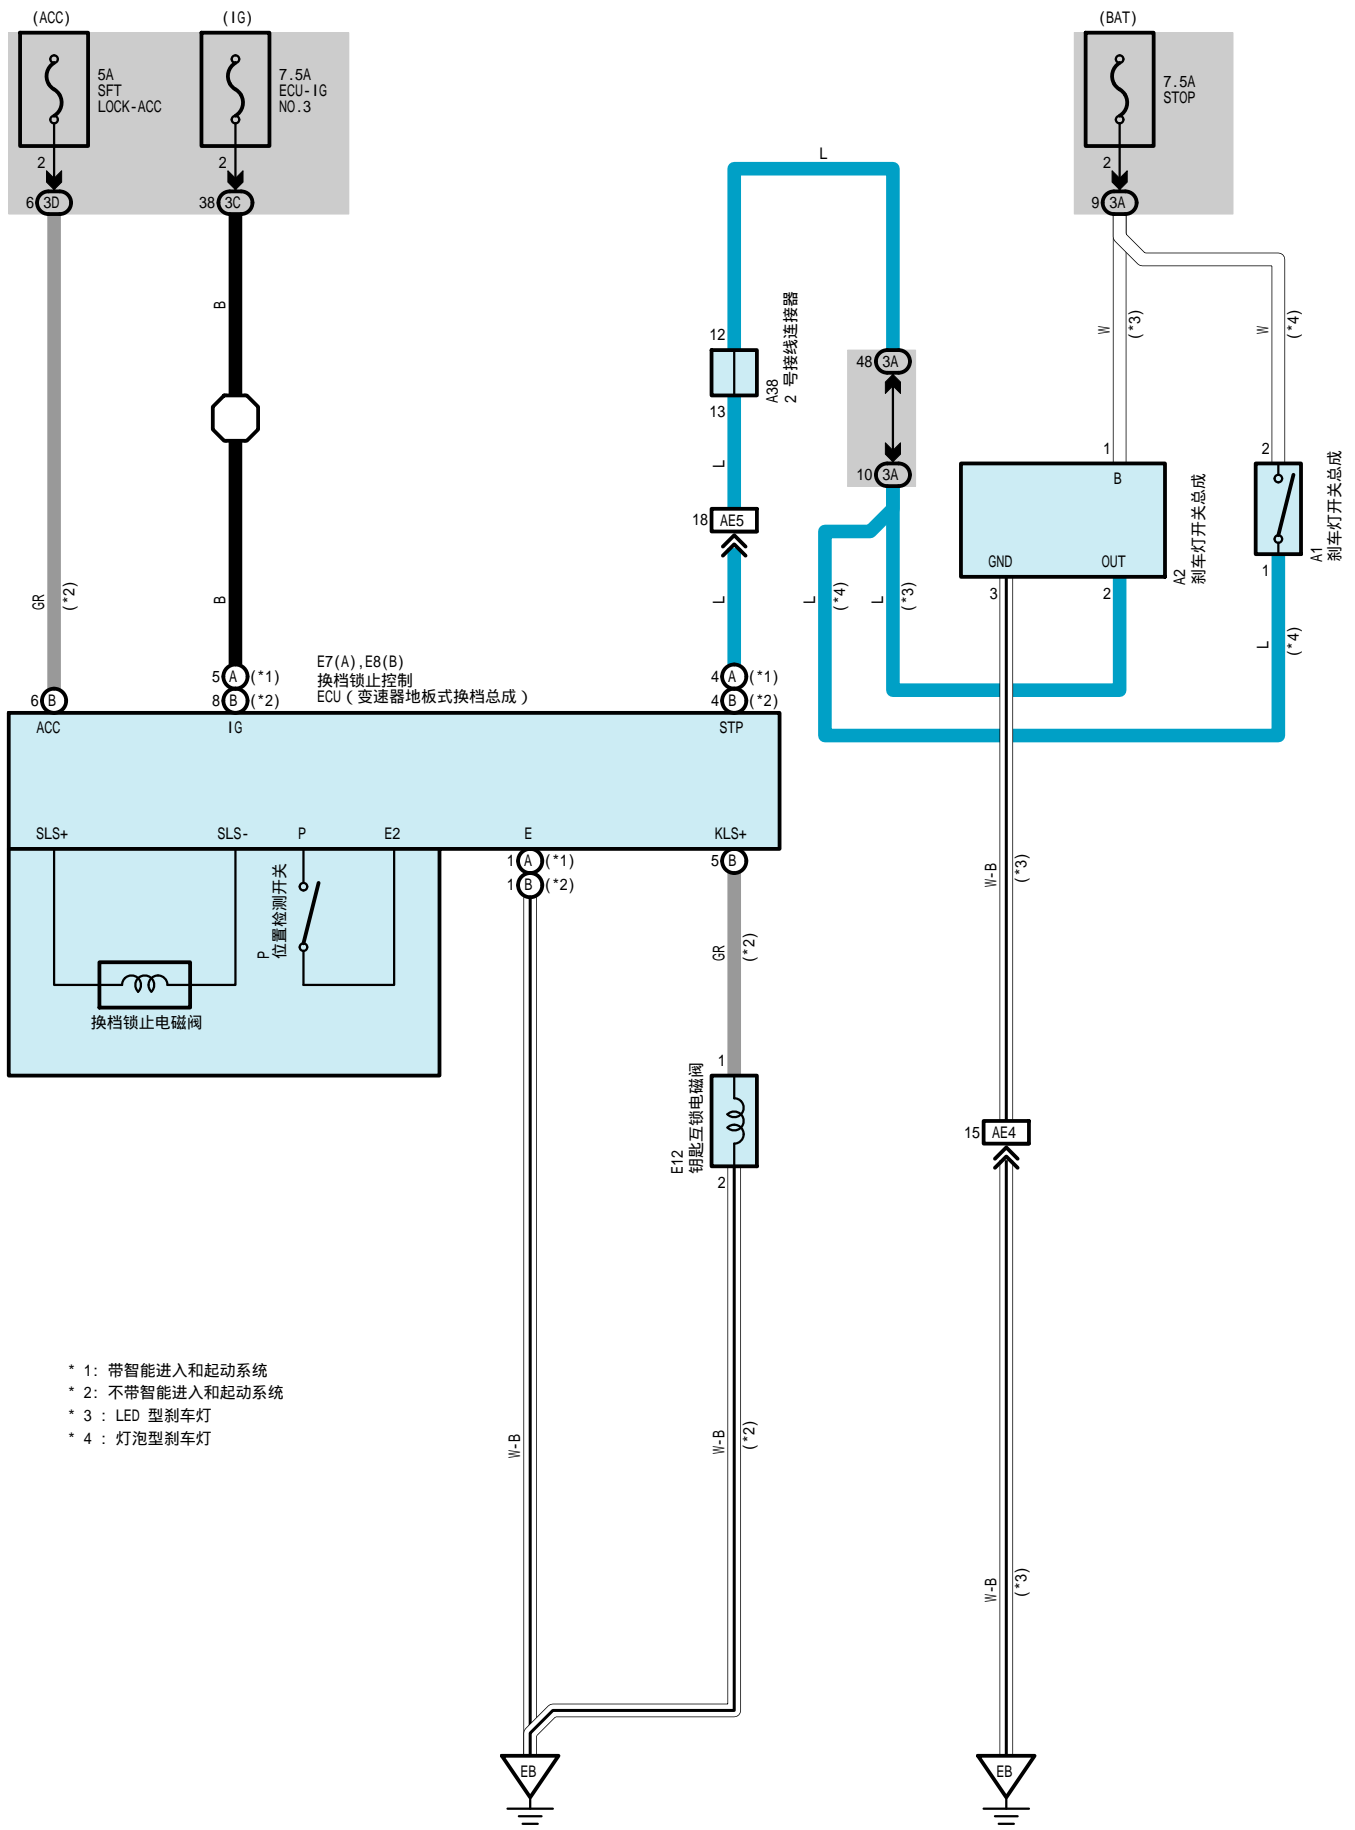 (ACC)
(IG)
(BAT)
5A
SFT
LOCK-ACC
7.5A
ECU-IG
NO.3
7.5A
STOP
2
2
2
6 3D
38 3C
9 3A
L
B
W
(*3)
W
(*4)
12
A38
2 号接线连接器
13
48 3A
10 3A
L
18 AE5
1
B
GND
OUT
3
2
A2
刹车灯开关总成
2
1
A1
刹车灯开关总成
GR
(*2)
B
L
L
(*4)
L
(*3)
L
(*4)
E7(A),E8(B)
换档锁止控制
ECU（变速器地板式换档总成）
6 B
5 A (*1)
8 B (*2)
4 A (*1)
4 B (*2)
ACC
IG
STP
SLS+
SLS-
P
E2
E
KLS+
1 A (*1)
1 B (*2)
5 B
P
位置检测开关
换档锁止电磁阀
GR
(*2)
W-B
(*3)
1
E12
钥匙互锁电磁阀
2
15 AE4
* 1: 带智能进入和起动系统
* 2: 不带智能进入和起动系统
* 3 : LED 型刹车灯
* 4 : 灯泡型刹车灯
W-B
W-B
(*2)
W-B
(*3)
EB
EB